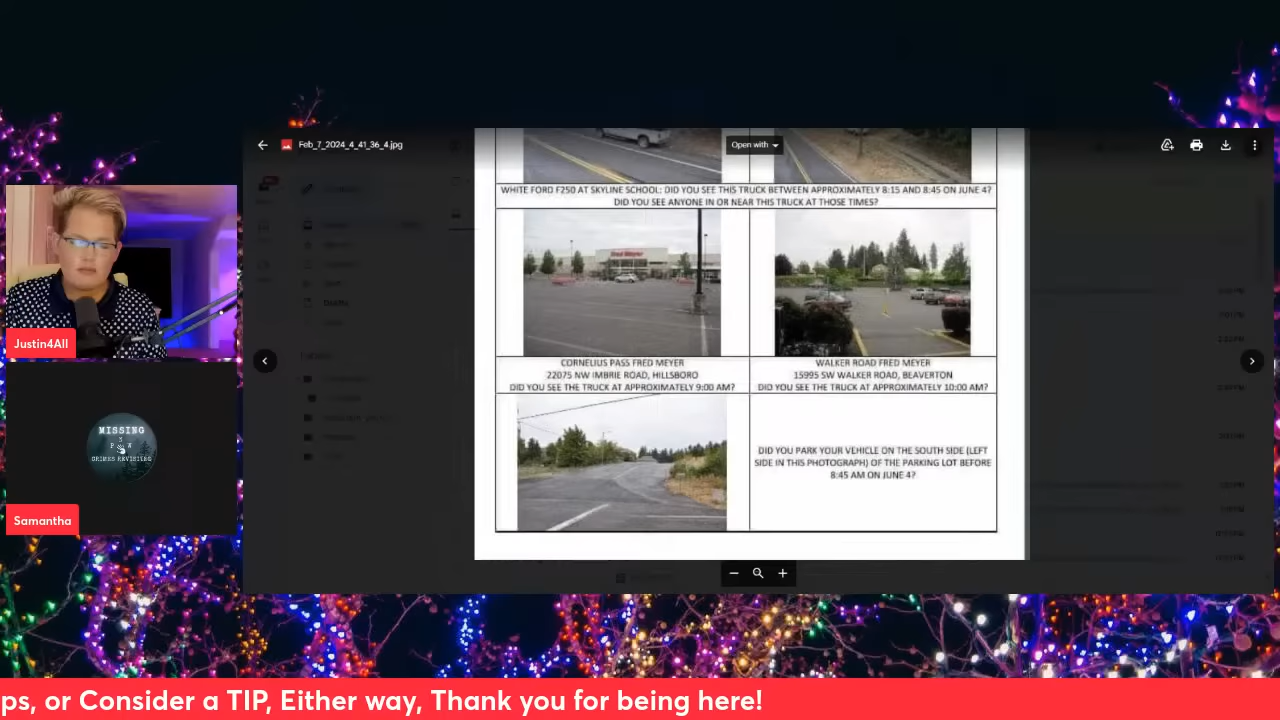 Feb_7_2024_4_41_36_4.jpg
Open with
WHITE FORD F250 AT SKYLINE SCHOOL: DID YOU SEE THIS TRUCK BETWEEN APPROXIMATELY 8:15 AND 8:45 ON JUNE 4?
DID YOU SEE ANYONE IN OR NEAR THIS TRUCK AT THOSE TIMES?
Fred Meyer
CORNELIUS PASS FRED MEYER
22075 NW IMBRIE ROAD, HILLSBORO
DID YOU SEE THE TRUCK AT APPROXIMATELY 9:00 AM?
WALKER ROAD FRED MEYER
15995 SW WALKER ROAD, BEAVERTON
DID YOU SEE THE TRUCK AT APPROXIMATELY 10:00 AM?
DID YOU PARK YOUR VEHICLE ON THE SOUTH SIDE (LEFT
SIDE IN THIS PHOTOGRAPH) OF THE PARKING LOT BEFORE
8:45 AM ON JUNE 4?
Justin4All
MISSING
CRIMES REVISITED
Samantha
ps, or Consider a TIP, Either way, Thank you for being here!